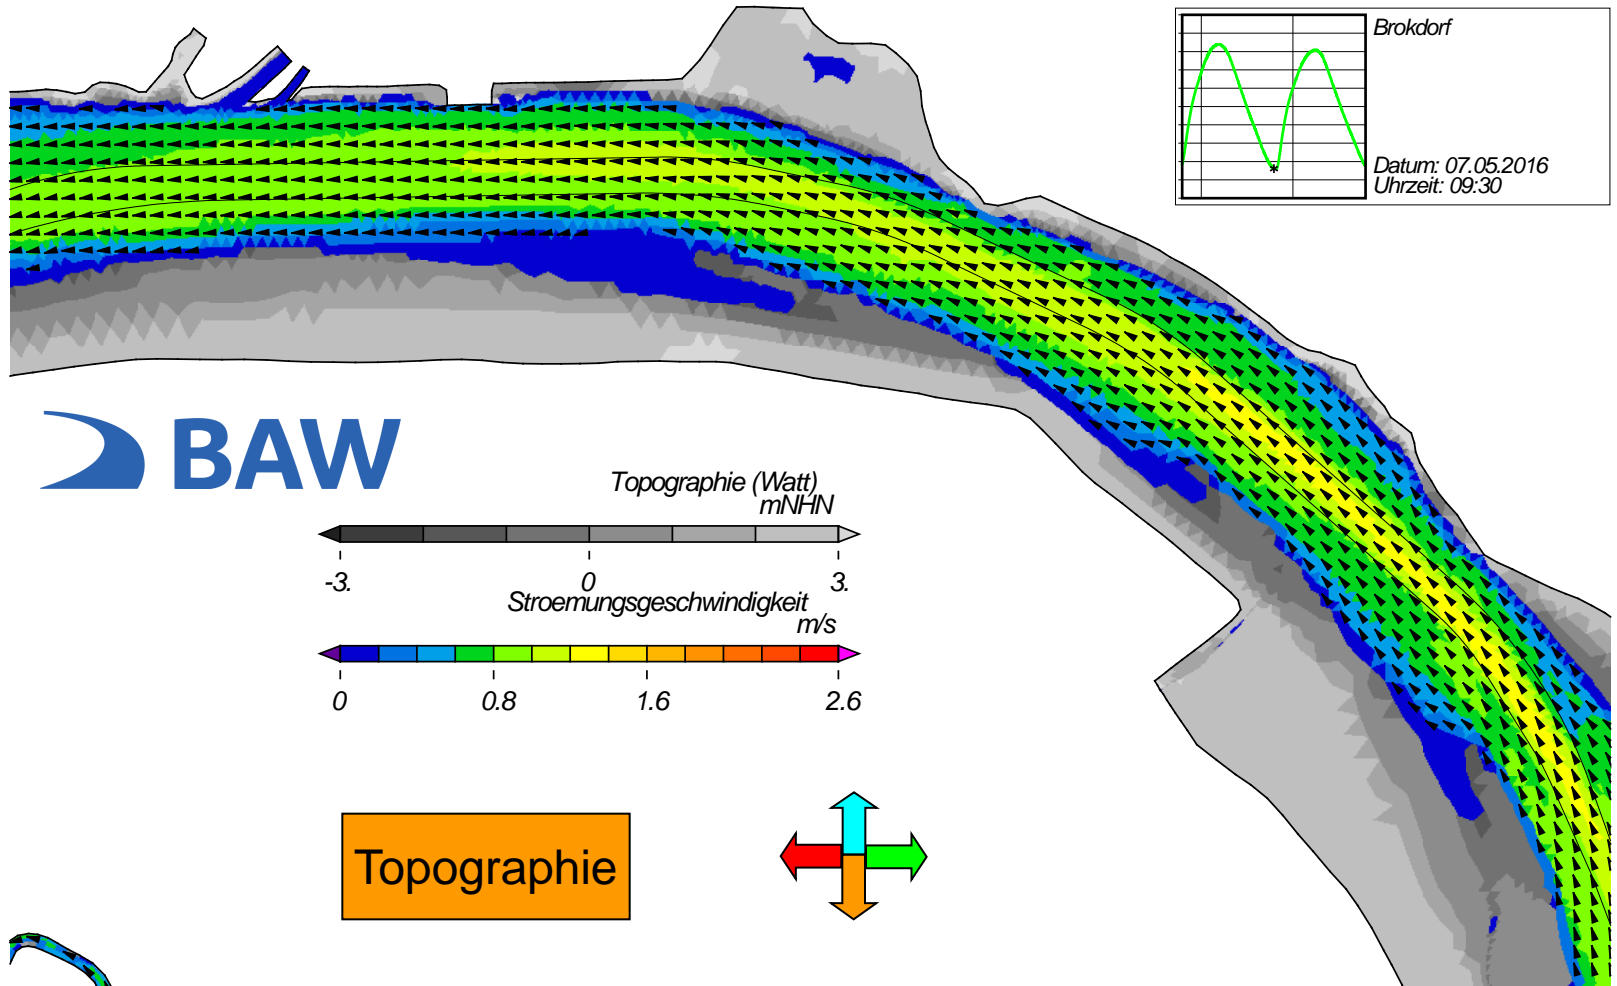 Brokdorf
Datum: 07.05.2016
Uhrzeit: 09:30
BAW
Topographie (Watt)
mNHN
-3. 0 3.
Stroemungsgeschwindigkeit
m/s
0 0.8 1.6 2.6
Topographie